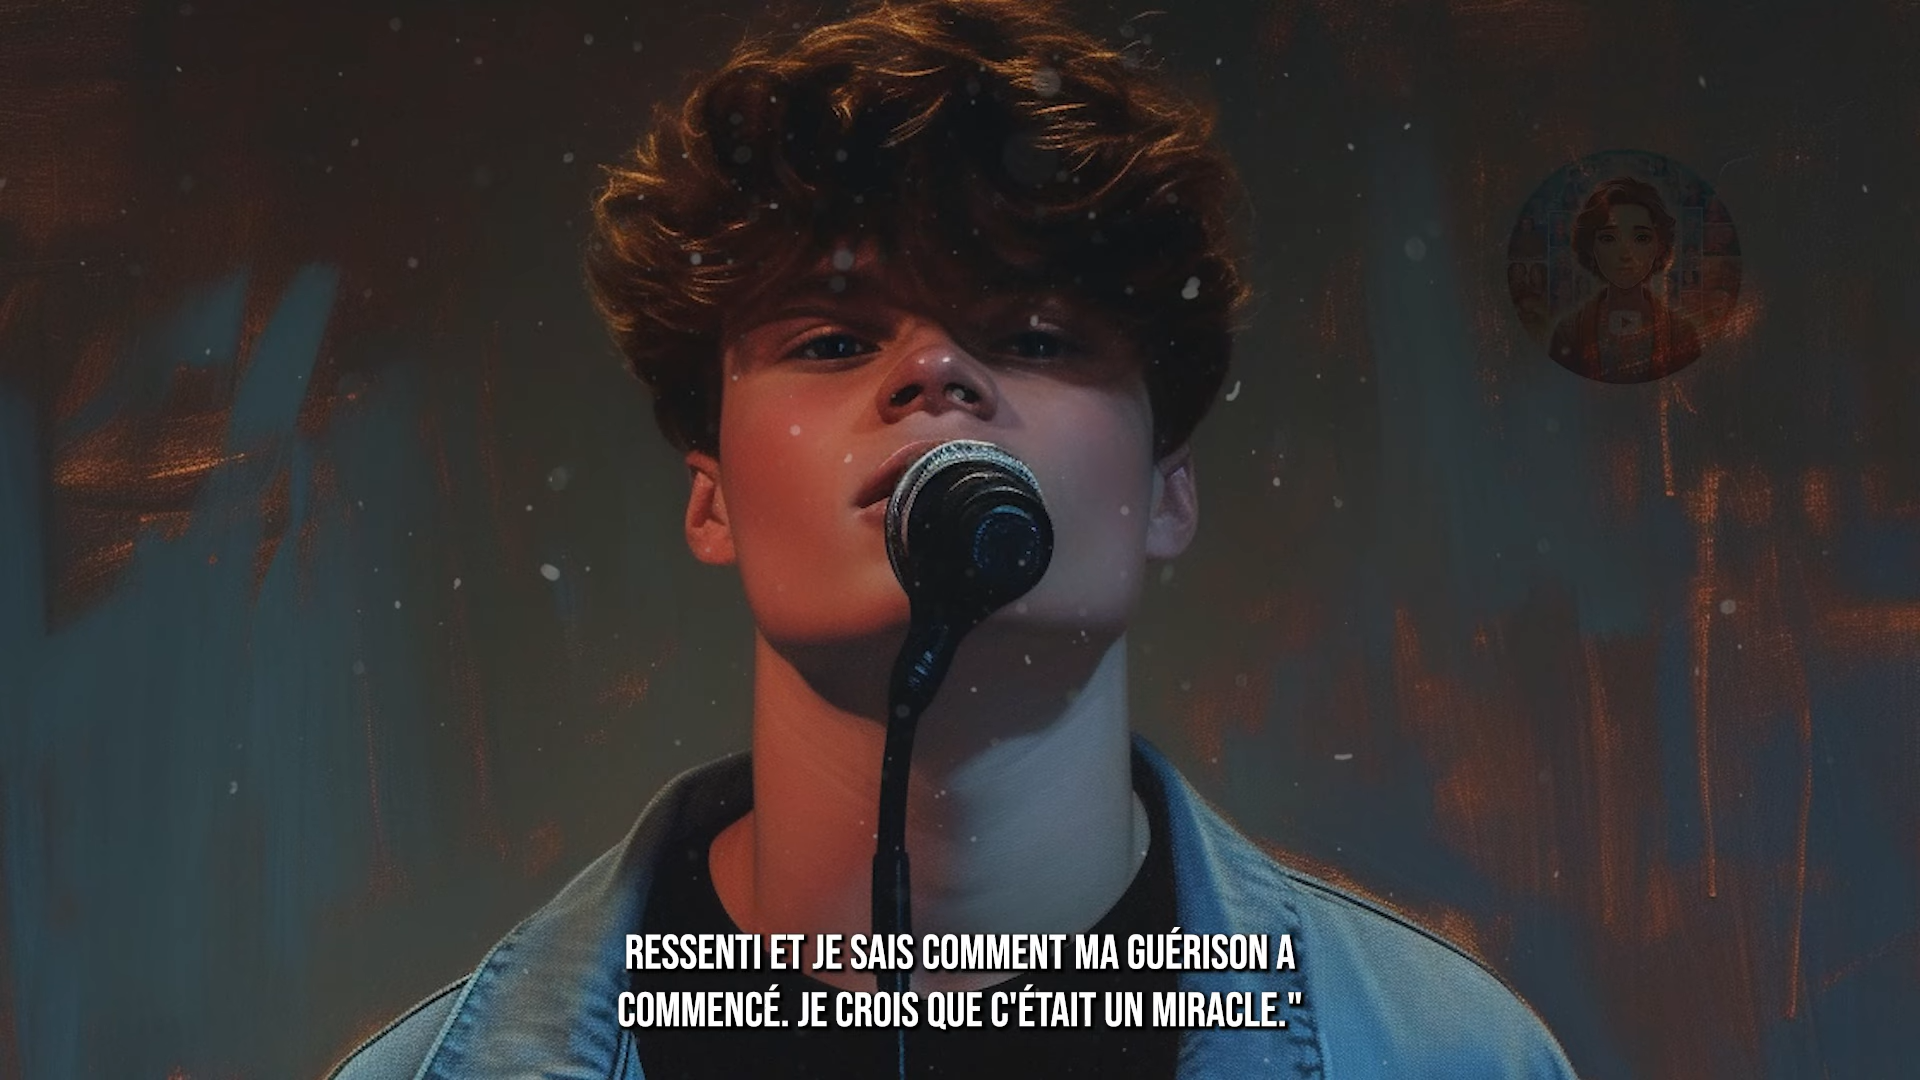 RESSENTI ET JE SAIS COMMENT MA GUÉRISON A
COMMENCÉ. JE CROIS QUE C'ÉTAIT UN MIRACLE."